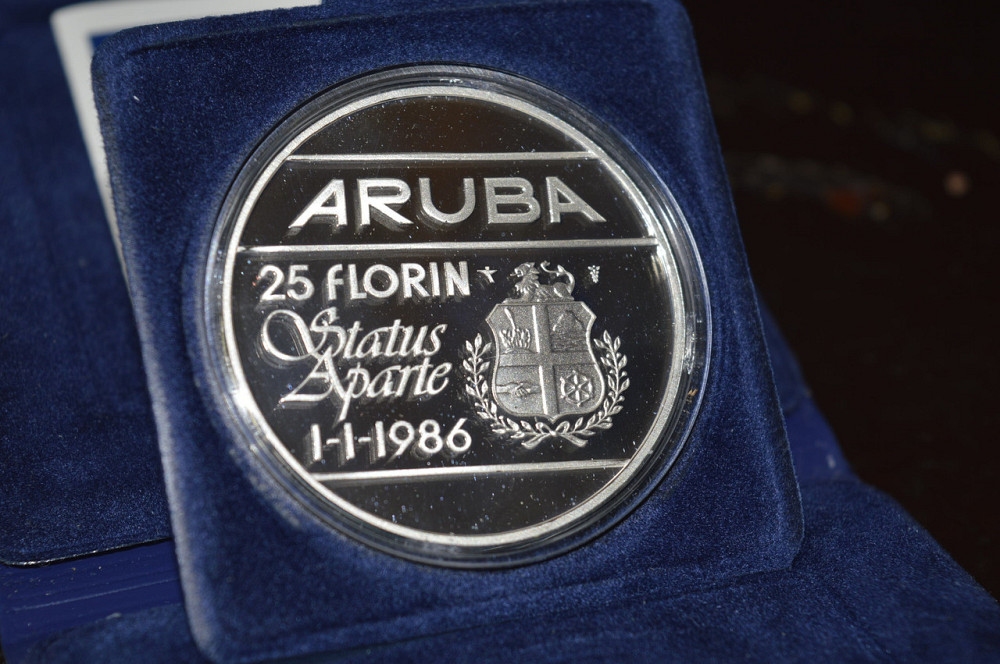 ARUBA
25 FLORIN
Status
Aparte
1-1-1986